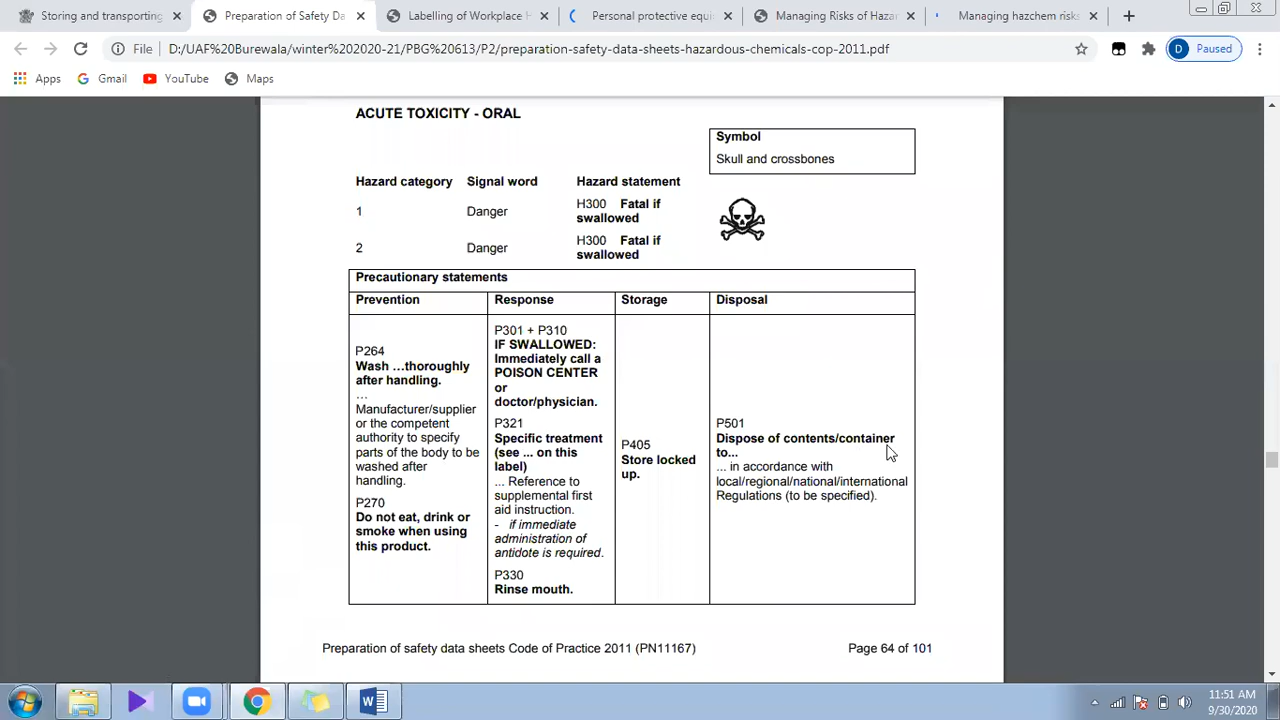 Storing and transporting
Preparation of Safety Da
Labelling of Workplace H
Personal protective equi
Managing Risks of Hazar
Managing hazchem risks
File
D:/UAF%20Burewala/winter%202020-21/PBG%20613/P2/preparation-safety-data-sheets-hazardous-chemicals-cop-2011.pdf
D
Paused
Apps
Gmail
YouTube
Maps
ACUTE TOXICITY - ORAL
Symbol
Skull and crossbones
Hazard category Signal word Hazard statement
1 Danger H300 Fatal if
swallowed
2 Danger H300 Fatal if
swallowed
Precautionary statements
Prevention Response Storage Disposal
P264
Wash …thoroughly
after handling.
…
Manufacturer/supplier
or the competent
authority to specify
parts of the body to be
washed after
handling.
P270
Do not eat, drink or
smoke when using
this product.
P301 + P310
IF SWALLOWED:
Immediately call a
POISON CENTER
or
doctor/physician.
P321
Specific treatment
(see ... on this
label)
... Reference to
supplemental first
aid instruction.
- if immediate
administration of
antidote is required.
P330
Rinse mouth.
P405
Store locked
up.
P501
Dispose of contents/container
to...
... in accordance with
local/regional/national/international
Regulations (to be specified).
Preparation of safety data sheets Code of Practice 2011 (PN11167) Page 64 of 101
11:51 AM
9/30/2020